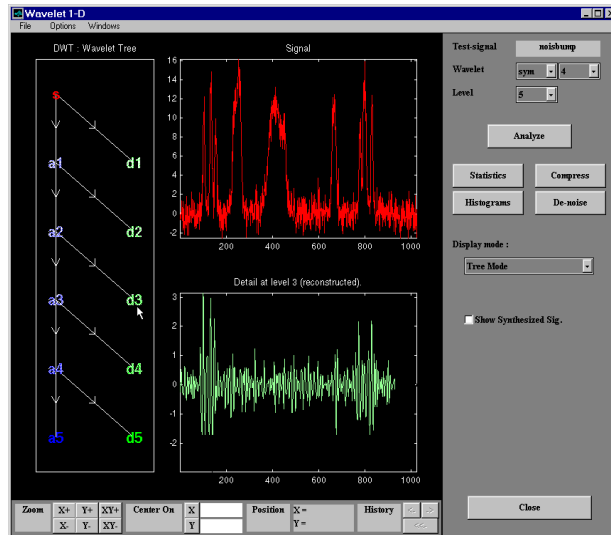 Wavelet 1-D
File Options Windows
DWT : Wavelet Tree
s
a1 d1
a2 d2
a3 d3
a4 d4
a5 d5
Signal
16
14
12
10
8
6
4
2
0
-2
200 400 600 800 1000
Detail at level 3 (reconstructed).
3
2
1
0
-1
-2
200 400 600 800 1000
Test-signal noisbump
Wavelet sym 4
Level 5
Analyze
Statistics Compress
Histograms De-noise
Display mode :
Tree Mode
Show Synthesized Sig.
Close
Zoom X+ Y+ XY+ Center On X Position X = History <- ->
X- Y- XY- Y Y = <<-